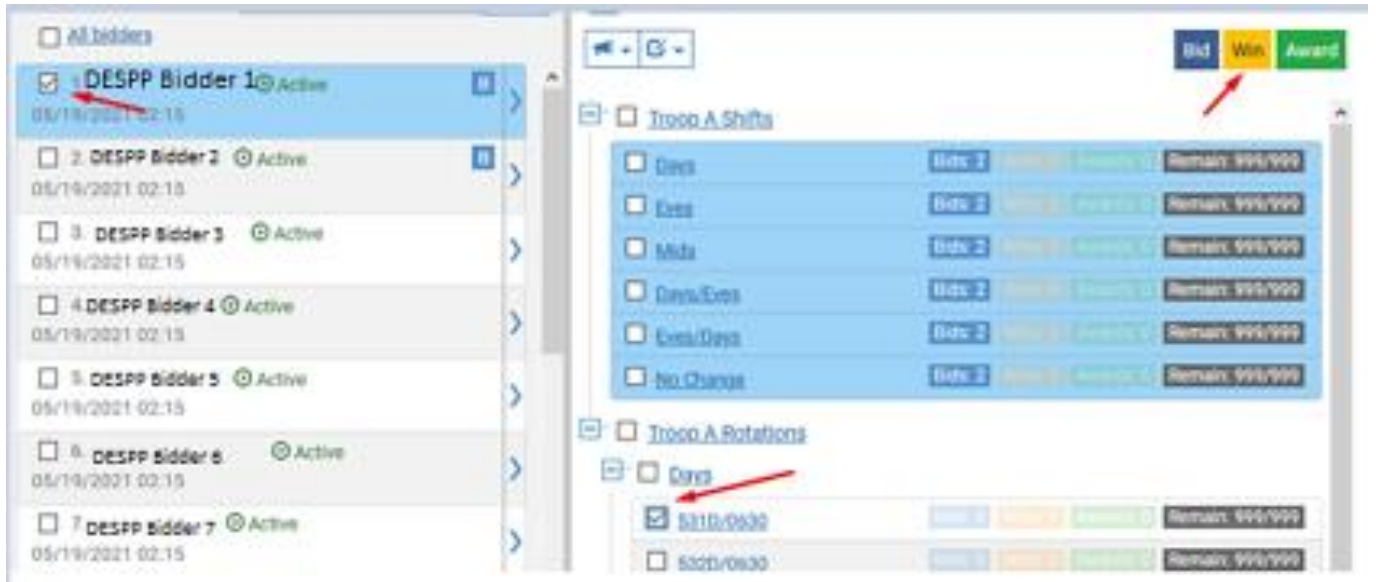 All bidders
1. DESPP Bidder 1 Active B
05/19/2021 02:15
2. DESPP Bidder 2 Active B
05/19/2021 02:15
3. DESPP Bidder 3 Active
05/19/2021 02:15
4. DESPP Bidder 4 Active
05/19/2021 02:15
5. DESPP Bidder 5 Active
05/19/2021 02:15
6. DESPP Bidder 6 Active
05/19/2021 02:15
7 DESPP Bidder 7 Active
05/19/2021 02:15
Bid Win Award
Troop A Shifts
Days Bids: 2 Remain: 999/999
Eves Bids: 2 Remain: 999/999
Mids Bids: 2 Remain: 999/999
Days/Eves Bids: 2 Remain: 999/999
Eves/Days Bids: 2 Remain: 999/999
No Change Bids: 2 Remain: 999/999
Troop A Rotations
Days
531D/0630 Remain: 999/999
532D/0630 Remain: 999/999